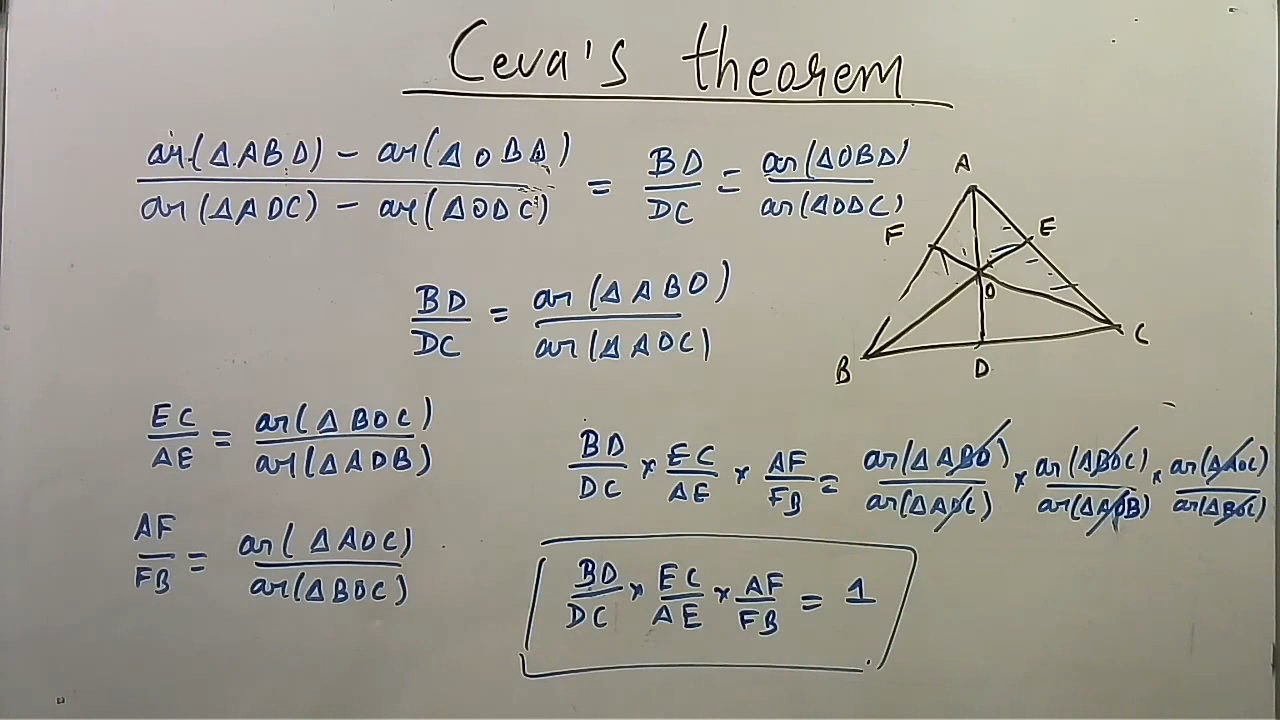 Ceva's theorem
ar(ΔABD) - ar(ΔOBD) / ar(ΔADC) - ar(ΔODC) = BD/DC = ar(ΔOBD)/ar(ΔODC)
BD/DC = ar(ΔABO)/ar(ΔAOC)
A
F
E
O
B
D
C
EC/AE = ar(ΔBOC)/ar(ΔAOB)
AF/FB = ar(ΔAOC)/ar(ΔBOC)
BD/DC × EC/AE × AF/FB = ar(ΔABO)/ar(ΔAOC) × ar(ΔBOC)/ar(ΔAOB) × ar(ΔAOC)/ar(ΔBOC)
BD/DC × EC/AE × AF/FB = 1